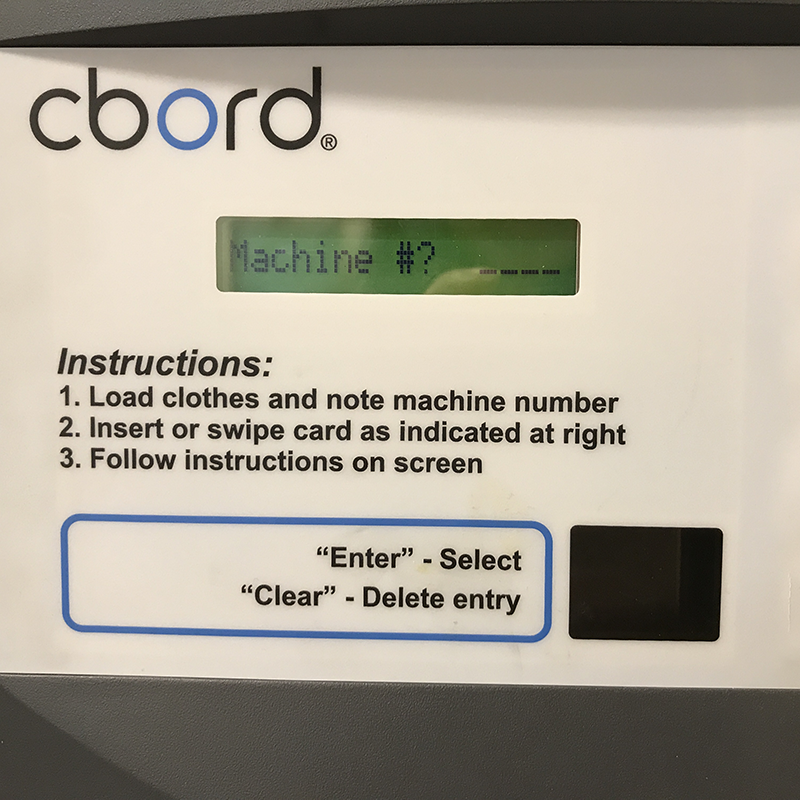 cbord®
Machine #? ____
Instructions:
1. Load clothes and note machine number
2. Insert or swipe card as indicated at right
3. Follow instructions on screen
“Enter” - Select
“Clear” - Delete entry